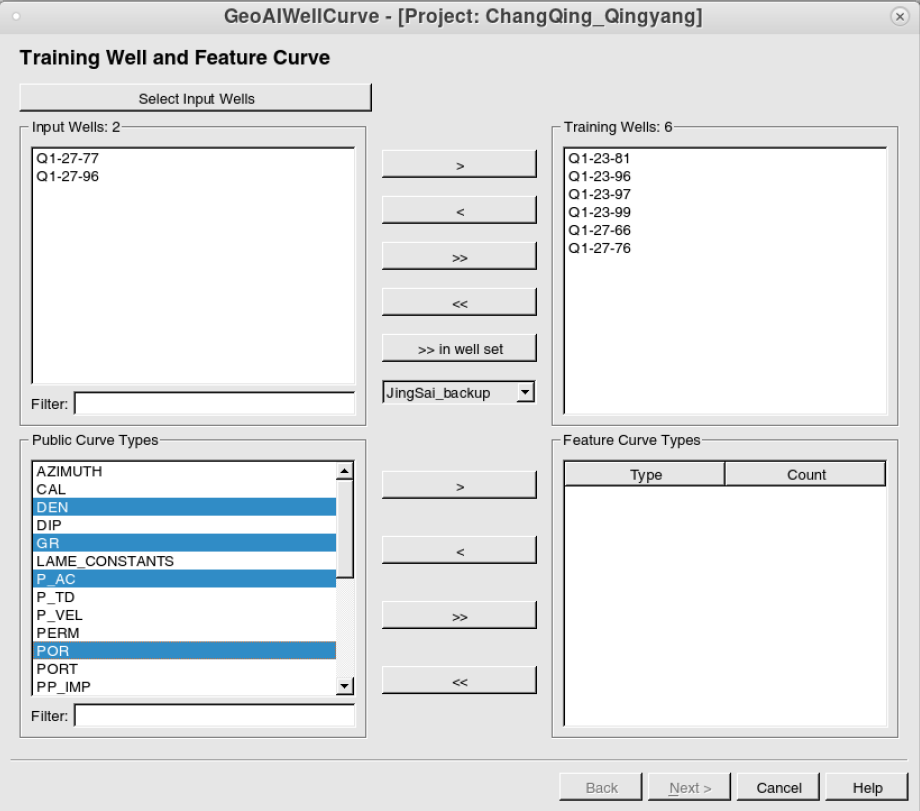 GeoAIWellCurve - [Project: ChangQing_Qingyang]
Training Well and Feature Curve
Select Input Wells
Input Wells: 2
Q1-27-77
Q1-27-96
Filter:
>
<
>>
<<
>> in well set
JingSai_backup
Training Wells: 6
Q1-23-81
Q1-23-96
Q1-23-97
Q1-23-99
Q1-27-66
Q1-27-76
Public Curve Types
AZIMUTH
CAL
DEN
DIP
GR
LAME_CONSTANTS
P_AC
P_TD
P_VEL
PERM
POR
PORT
PP_IMP
Filter:
>
<
>>
<<
Feature Curve Types
Type Count
Back Next > Cancel Help